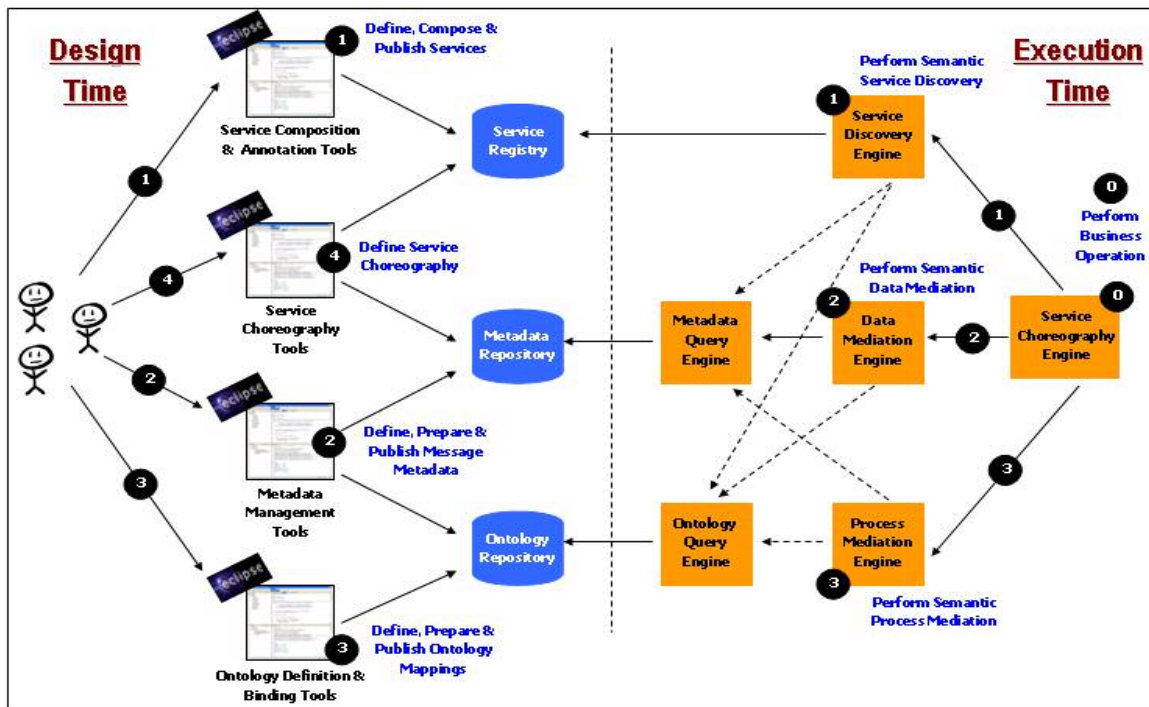 Design
Time
eclipse
1
Define, Compose &
Publish Services
Service Composition
& Annotation Tools
1
eclipse
4
Define Service
Choreography
Service
Choreography
Tools
4
2
eclipse
2
Define, Prepare &
Publish Message
Metadata
Metadata
Management
Tools
3
eclipse
3
Define, Prepare &
Publish Ontology
Mappings
Ontology Definition &
Binding Tools
Service
Registry
Metadata
Repository
Ontology
Repository
Execution
Time
Perform Semantic
Service Discovery
1
Service
Discovery
Engine
1
0
Perform
Business
Operation
Perform Semantic
Data Mediation
Metadata
Query
Engine
2
Data
Mediation
Engine
2
0
Service
Choreography
Engine
3
Ontology
Query
Engine
Process
Mediation
Engine
3
Perform Semantic
Process Mediation